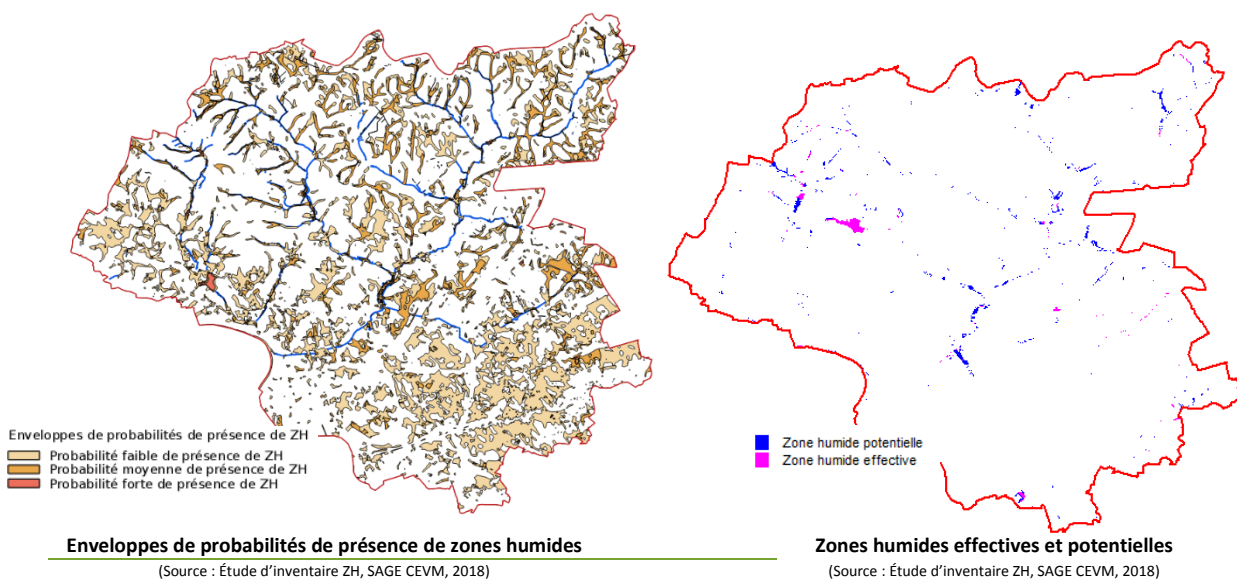 Enveloppes de probabilités de présence de ZH
Probabilité faible de présence de ZH
Probabilité moyenne de présence de ZH
Probabilité forte de présence de ZH
Zone humide potentielle
Zone humide effective
Enveloppes de probabilités de présence de zones humides
(Source : Étude d’inventaire ZH, SAGE CEVM, 2018)
Zones humides effectives et potentielles
(Source : Étude d’inventaire ZH, SAGE CEVM, 2018)